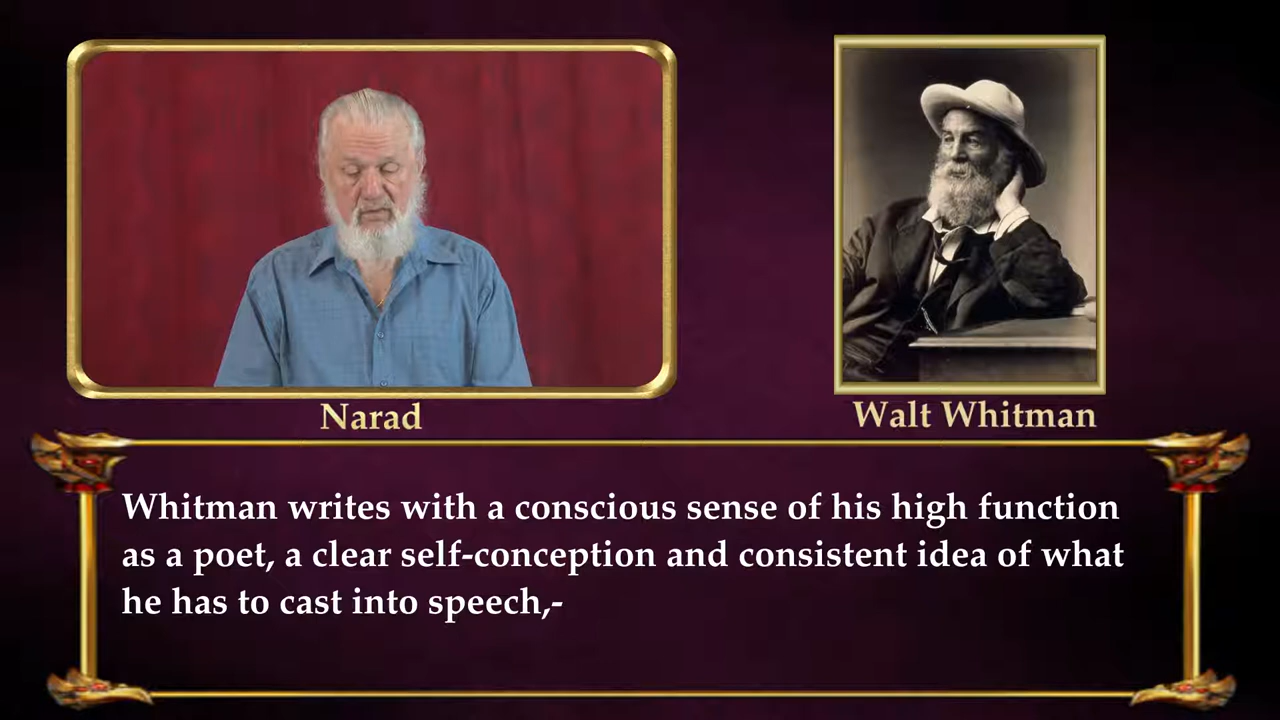 Narad
Walt Whitman
Whitman writes with a conscious sense of his high function
as a poet, a clear self-conception and consistent idea of what
he has to cast into speech,-